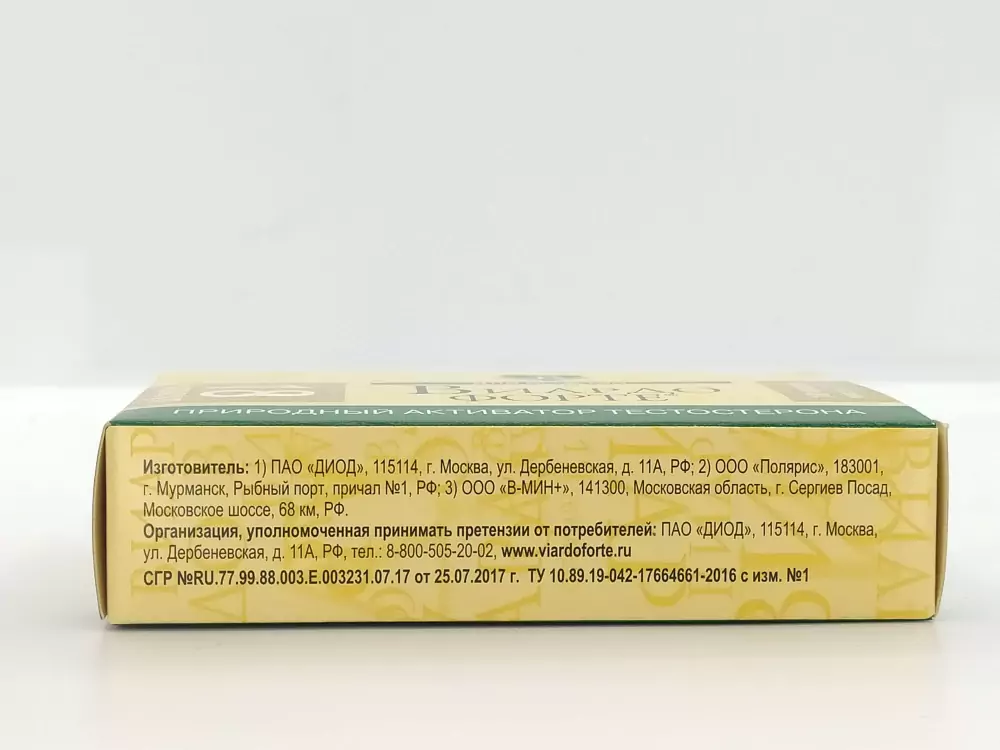 8
ВИАРДО
ФОРТЕ
ПРИРОДНЫЙ АКТИВАТОР ТЕСТОСТЕРОНА
Изготовитель: 1) ПАО «ДИОД», 115114, г. Москва, ул. Дербеневская, д. 11А, РФ; 2) ООО «Полярис», 183001,
г. Мурманск, Рыбный порт, причал №1, РФ; 3) ООО «В-МИН+», 141300, Московская область, г. Сергиев Посад,
Московское шоссе, 68 км, РФ.
Организация, уполномоченная принимать претензии от потребителей: ПАО «ДИОД», 115114, г. Москва,
ул. Дербеневская, д. 11А, РФ, тел.: 8-800-505-20-02, www.viardoforte.ru
СГР №RU.77.99.88.003.Е.003231.07.17 от 25.07.2017 г. ТУ 10.89.19-042-17664661-2016 с изм. №1